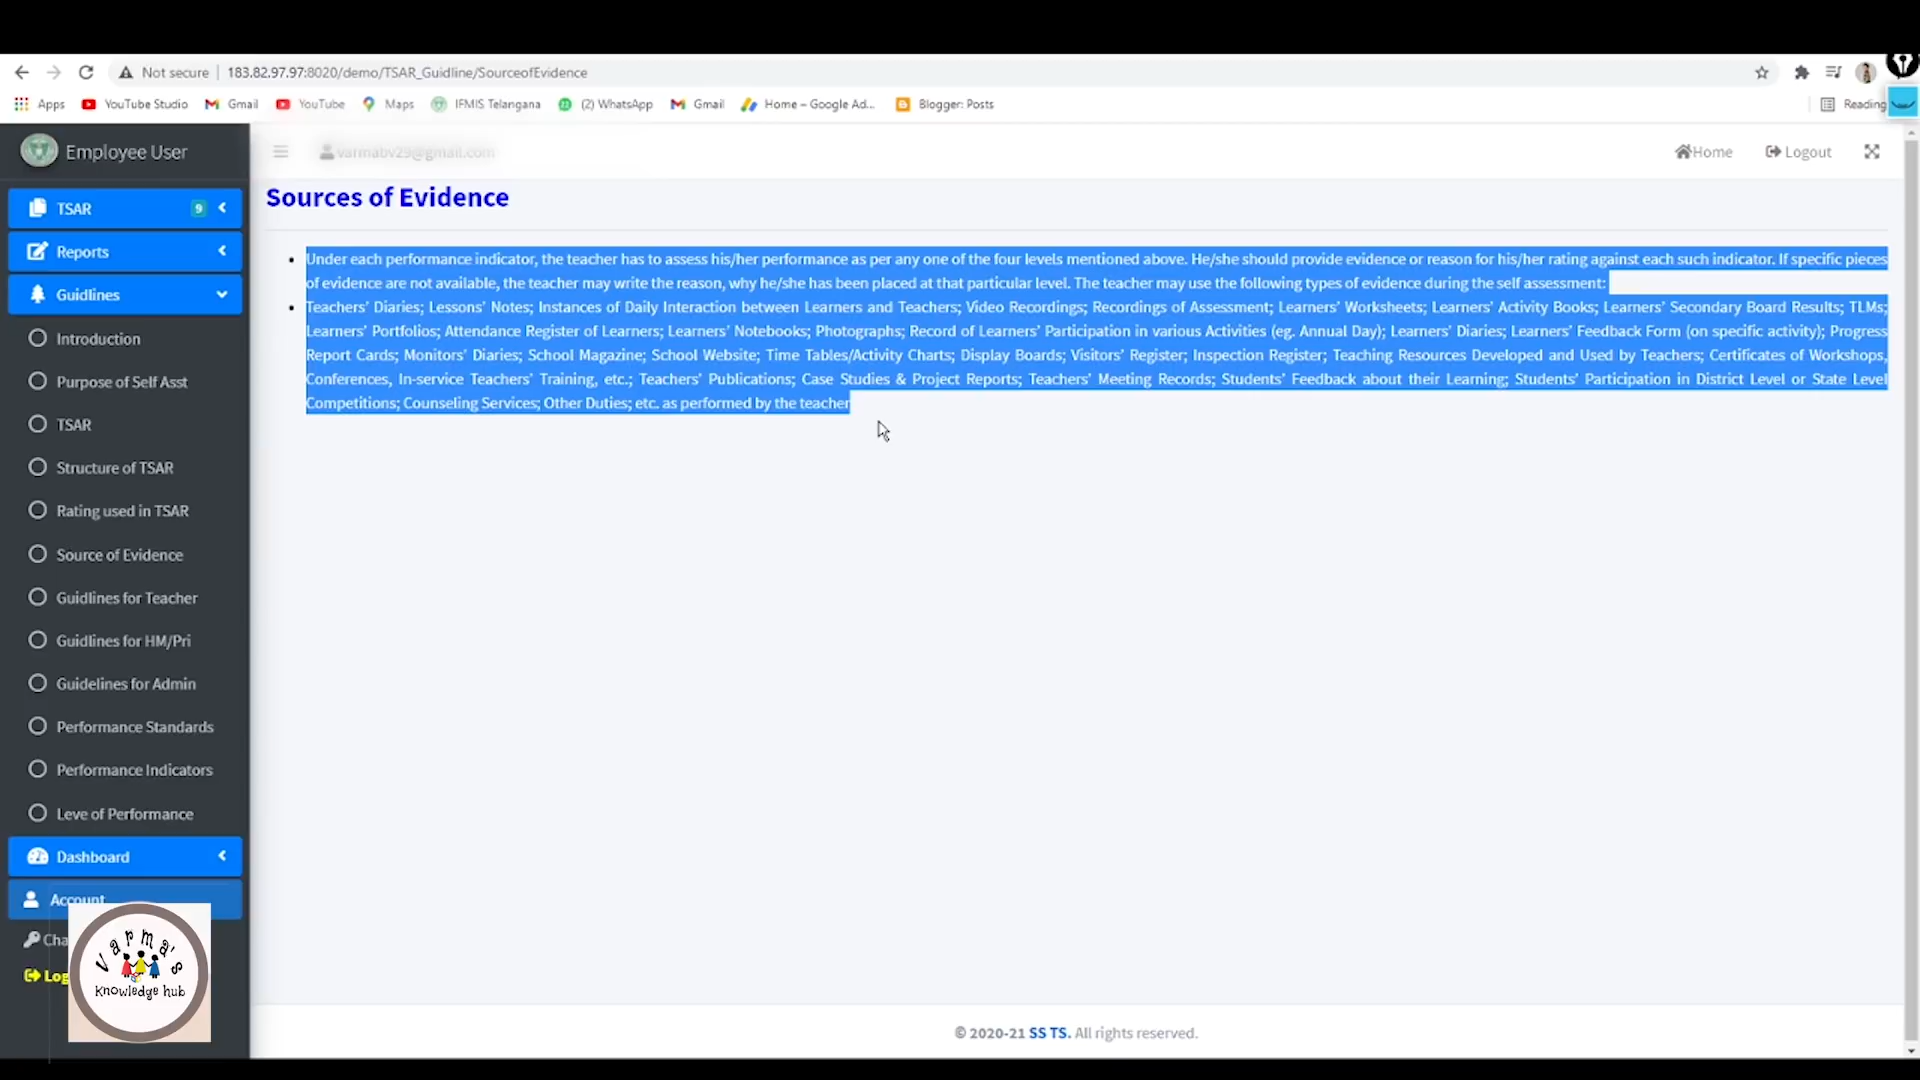 Not secure
183.82.97.97:8020/demo/TSAR_Guidline/SourceofEvidence
Apps
YouTube Studio
Gmail
YouTube
Maps
IFMIS Telangana
(2) WhatsApp
Gmail
Home – Google Ad...
Blogger: Posts
Reading
Employee User
varmabv29@gmail.com
Home
Logout
TSAR 9
Reports
Guidlines
Introduction
Purpose of Self Asst
TSAR
Structure of TSAR
Rating used in TSAR
Source of Evidence
Guidlines for Teacher
Guidlines for HM/Pri
Guidelines for Admin
Performance Standards
Performance Indicators
Leve of Performance
Dashboard
Account
Cha
Log
Varma's
Knowledge hub
Sources of Evidence
Under each performance indicator, the teacher has to assess his/her performance as per any one of the four levels mentioned above. He/she should provide evidence or reason for his/her rating against each such indicator. If specific pieces
of evidence are not available, the teacher may write the reason, why he/she has been placed at that particular level. The teacher may use the following types of evidence during the self assessment:
Teachers' Diaries; Lessons' Notes; Instances of Daily Interaction between Learners and Teachers; Video Recordings; Recordings of Assessment; Learners' Worksheets; Learners' Activity Books; Learners' Secondary Board Results; TLMs;
Learners' Portfolios; Attendance Register of Learners; Learners' Notebooks; Photographs; Record of Learners' Participation in various Activities (eg. Annual Day); Learners' Diaries; Learners' Feedback Form (on specific activity); Progress
Report Cards; Monitors' Diaries; School Magazine; School Website; Time Tables/Activity Charts; Display Boards; Visitors' Register; Inspection Register; Teaching Resources Developed and Used by Teachers; Certificates of Workshops,
Conferences, In-service Teachers' Training, etc.; Teachers' Publications; Case Studies & Project Reports; Teachers' Meeting Records; Students' Feedback about their Learning; Students' Participation in District Level or State Level
Competitions; Counseling Services; Other Duties; etc. as performed by the teacher
© 2020-21 SS TS. All rights reserved.